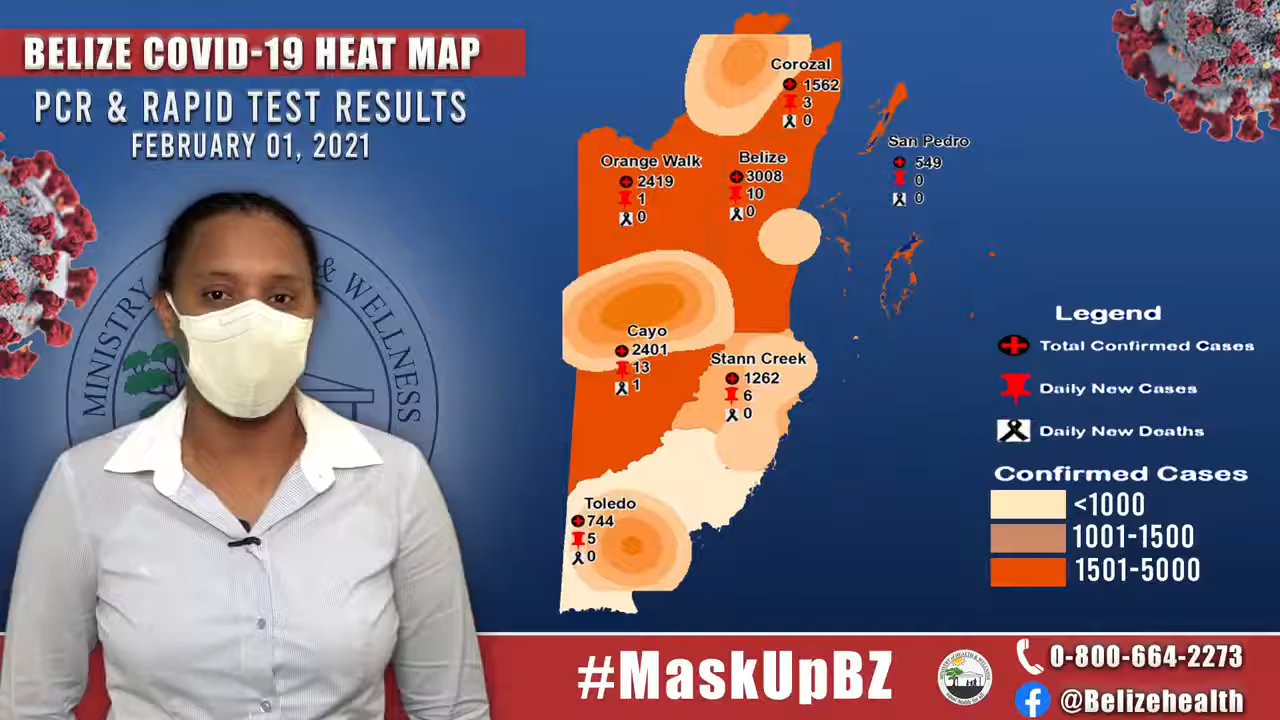 BELIZE COVID-19 HEAT MAP
PCR & RAPID TEST RESULTS
FEBRUARY 01, 2021
MINISTRY
& WELLNESS
Corozal
1562
3
0
San Pedro
549
0
0
Orange Walk
2419
1
0
Belize
3008
10
0
Cayo
2401
13
1
Stann Creek
1262
6
0
Toledo
744
5
0
Legend
Total Confirmed Cases
Daily New Cases
Daily New Deaths
Confirmed Cases
<1000
1001-1500
1501-5000
#MaskUpBZ
0-800-664-2273
@Belizehealth